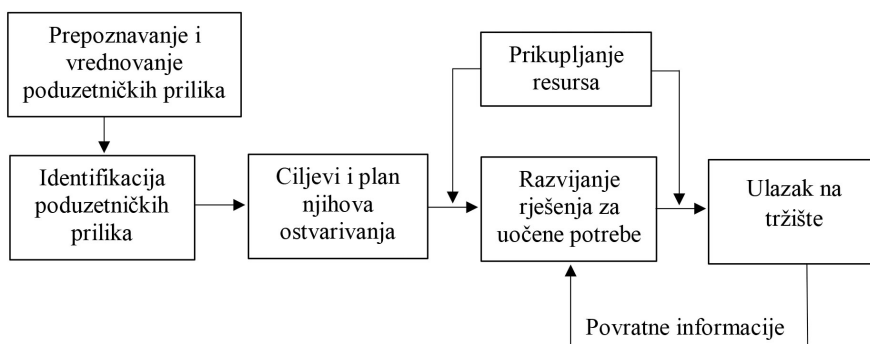 Prepoznavanje i
vrednovanje
poduzetničkih prilika
Prikupljanje
resursa
Identifikacija
poduzetničkih
prilika
Ciljevi i plan
njihova
ostvarivanja
Razvijanje
rješenja za
uočene potrebe
Ulazak na
tržište
Povratne informacije